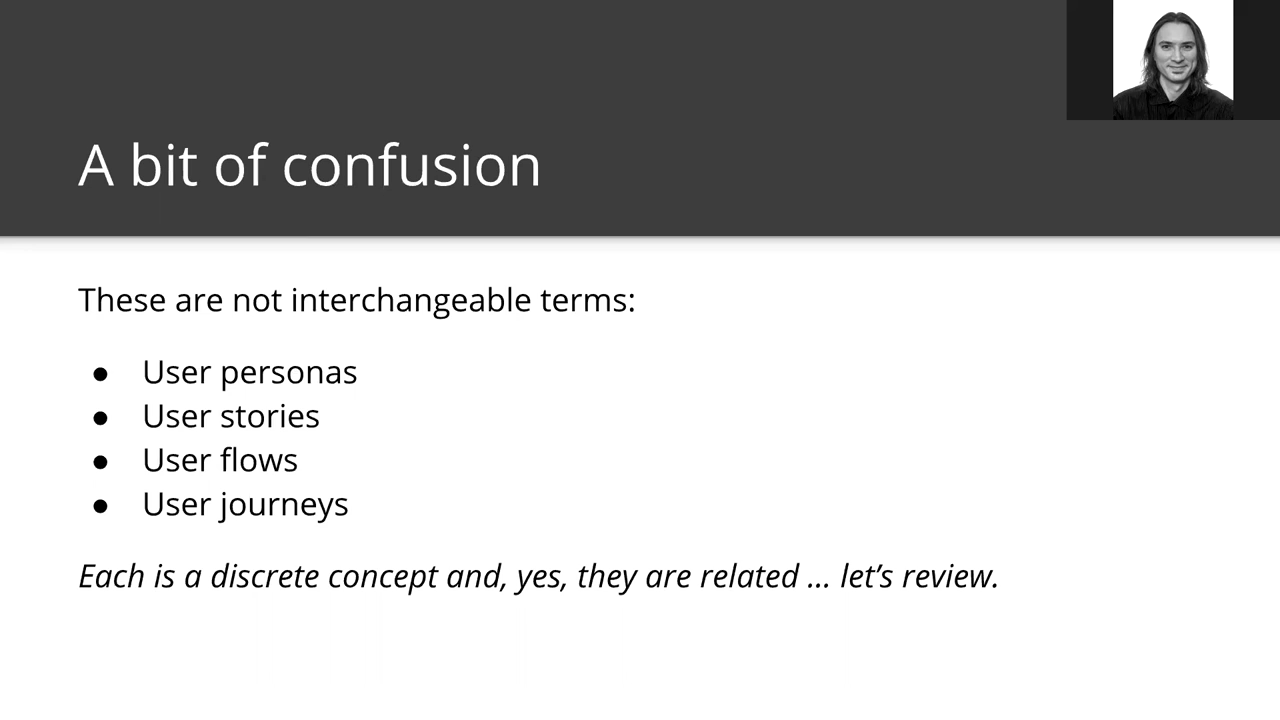 A bit of confusion
These are not interchangeable terms:
● User personas
● User stories
● User flows
● User journeys
Each is a discrete concept and, yes, they are related ... let’s review.